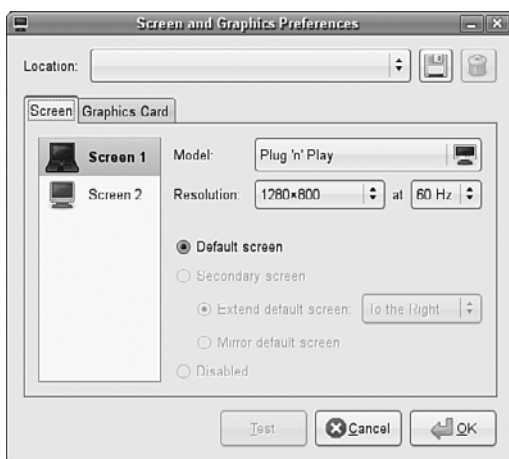 Screen and Graphics Preferences
Location:
Screen Graphics Card
Screen 1
Screen 2
Model: Plug 'n' Play
Resolution: 1280×800 at 60 Hz
Default screen
Secondary screen
Extend default screen: To the Right
Mirror default screen
Disabled
Test Cancel OK